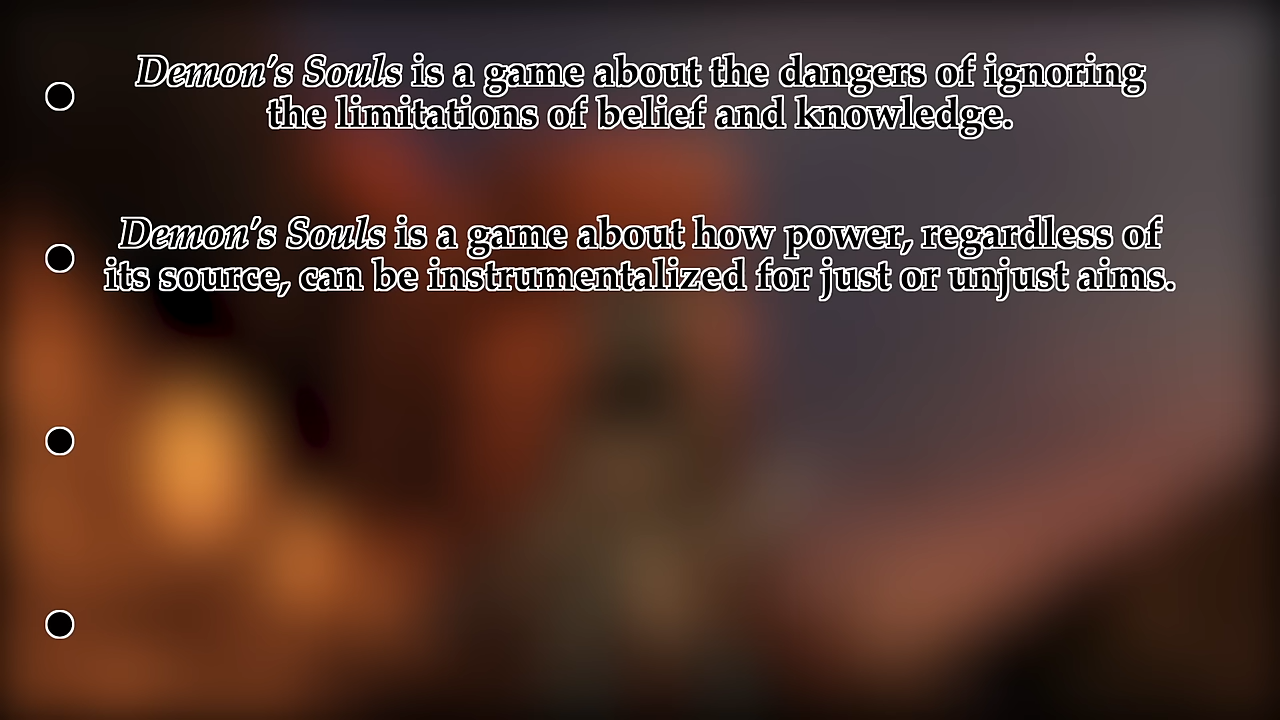 Demon's Souls is a game about the dangers of ignoring
the limitations of belief and knowledge.
Demon's Souls is a game about how power, regardless of
its source, can be instrumentalized for just or unjust aims.